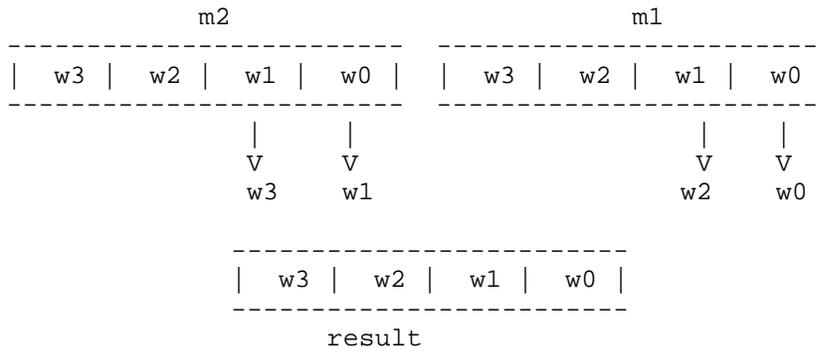 m2 m1
| w3 | w2 | w1 | w0 | | w3 | w2 | w1 | w0
| | | |
V V V V
w3 w1 w2 w0
| w3 | w2 | w1 | w0 |
result